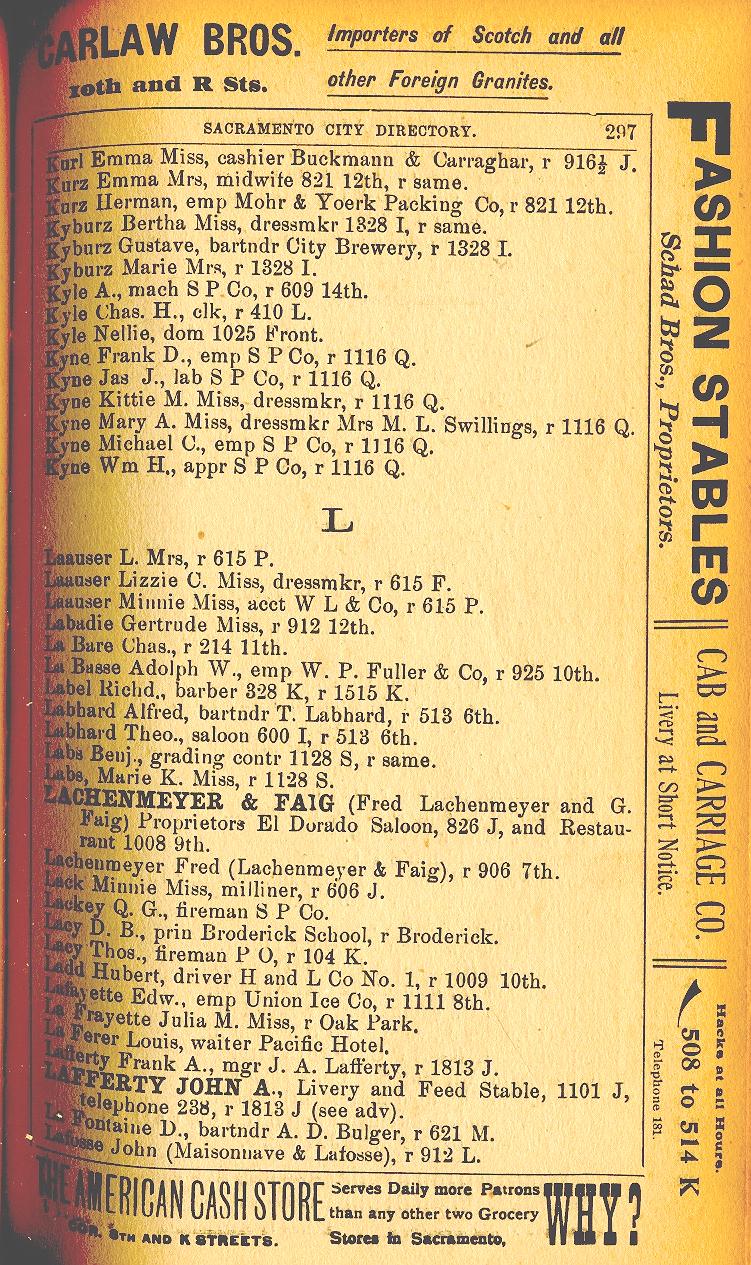 CARLAW BROS.
10th and R Sts.
Importers of Scotch and all
other Foreign Granites.
SACRAMENTO CITY DIRECTORY. 297
Kurl Emma Miss, cashier Buckmann & Carraghar, r 916½ J.
Kurz Emma Mrs, midwife 821 12th, r same.
Kurz Herman, emp Mohr & Yoerk Packing Co, r 821 12th.
Kyburz Bertha Miss, dressmkr 1328 I, r same.
Kyburz Gustave, bartndr City Brewery, r 1328 I.
Kyburz Marie Mrs, r 1328 I.
Kyle A., mach S P Co, r 609 14th.
Kyle Chas. H., clk, r 410 L.
Kyle Nellie, dom 1025 Front.
Kyne Frank D., emp S P Co, r 1116 Q.
Kyne Jas J., lab S P Co, r 1116 Q.
Kyne Kittie M. Miss, dressmkr, r 1116 Q.
Kyne Mary A. Miss, dressmkr Mrs M. L. Swillings, r 1116 Q.
Kyne Michael C., emp S P Co, r 1116 Q.
Kyne Wm H., appr S P Co, r 1116 Q.
L
Laauser L. Mrs, r 615 P.
Laauser Lizzie C. Miss, dressmkr, r 615 F.
Laauser Minnie Miss, acct W L & Co, r 615 P.
Labadie Gertrude Miss, r 912 12th.
La Bare Chas., r 214 11th.
La Basse Adolph W., emp W. P. Fuller & Co, r 925 10th.
Label Richd., barber 328 K, r 1515 K.
Labhard Alfred, bartndr T. Labhard, r 513 6th.
Labhard Theo., saloon 600 I, r 513 6th.
Labs Benj., grading contr 1128 S, r same.
Labs, Marie K. Miss, r 1128 S.
LACHENMEYER & FAIG (Fred Lachenmeyer and G.
Faig) Proprietors El Dorado Saloon, 826 J, and Restau-
rant 1008 9th.
Lachenmeyer Fred (Lachenmeyer & Faig), r 906 7th.
Lack Minnie Miss, milliner, r 606 J.
Lackey Q. G., fireman S P Co.
Lacy D. B., prin Broderick School, r Broderick.
Lacy Thos., fireman P O, r 104 K.
Ladd Hubert, driver H and L Co No. 1, r 1009 10th.
Lafayette Edw., emp Union Ice Co, r 1111 8th.
La Frayette Julia M. Miss, r Oak Park.
La Ferer Louis, waiter Pacific Hotel.
Lafferty Frank A., mgr J. A. Lafferty, r 1813 J.
LAFFERTY JOHN A., Livery and Feed Stable, 1101 J,
telephone 238, r 1813 J (see adv).
La Fontaine D., bartndr A. D. Bulger, r 621 M.
Lafosse John (Maisonnave & Lafosse), r 912 L.
FASHION STABLES
Schad Bros., Proprietors.
CAB and CARRIAGE CO.
Livery at Short Notice.
Hacks at all Hours.
508 to 514 K
Telephone 181.
THE AMERICAN CASH STORE
COR. 8TH AND K STREETS.
Serves Daily more Patrons
than any other two Grocery
Stores in Sacramento,
WHY?